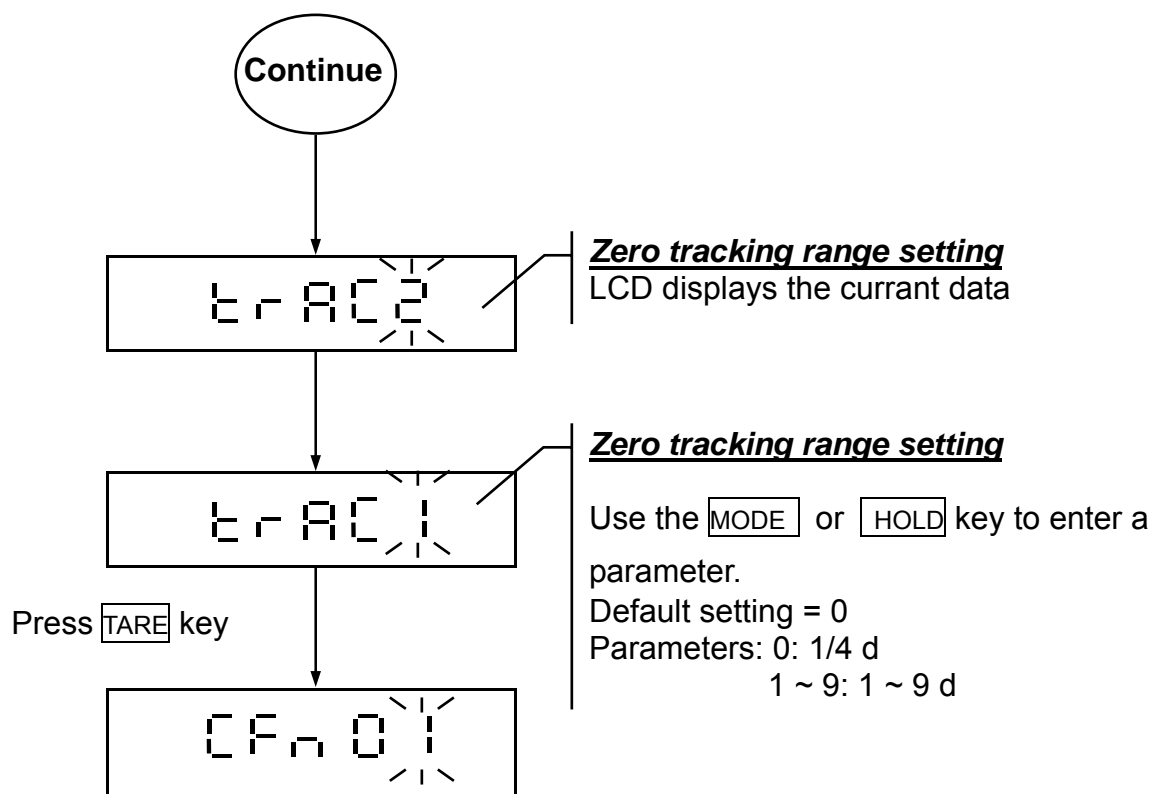 Continue
Zero tracking range setting
LCD displays the currant data
trAC2
Zero tracking range setting
trAC1
Use the MODE or HOLD key to enter a
parameter.
Default setting = 0
Parameters: 0: 1/4 d
1 ~ 9: 1 ~ 9 d
Press TARE key
CFn 01